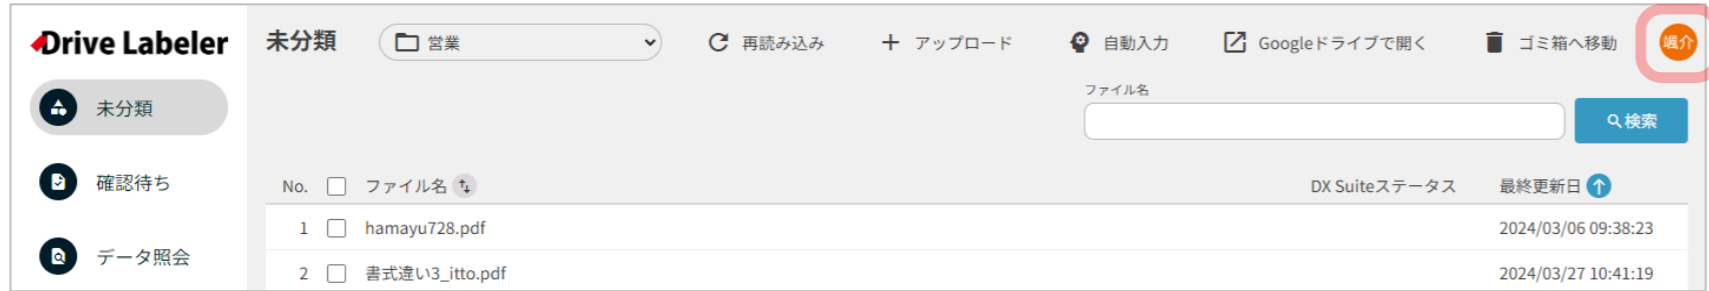 Drive Labeler
未分類
営業
再読み込み
アップロード
自動入力
Googleドライブで開く
ゴミ箱へ移動
颯介
未分類
ファイル名
検索
確認待ち
No. ファイル名 DX Suiteステータス 最終更新日
1 hamayu728.pdf 2024/03/06 09:38:23
データ照会
2 書式違い3_itto.pdf 2024/03/27 10:41:19